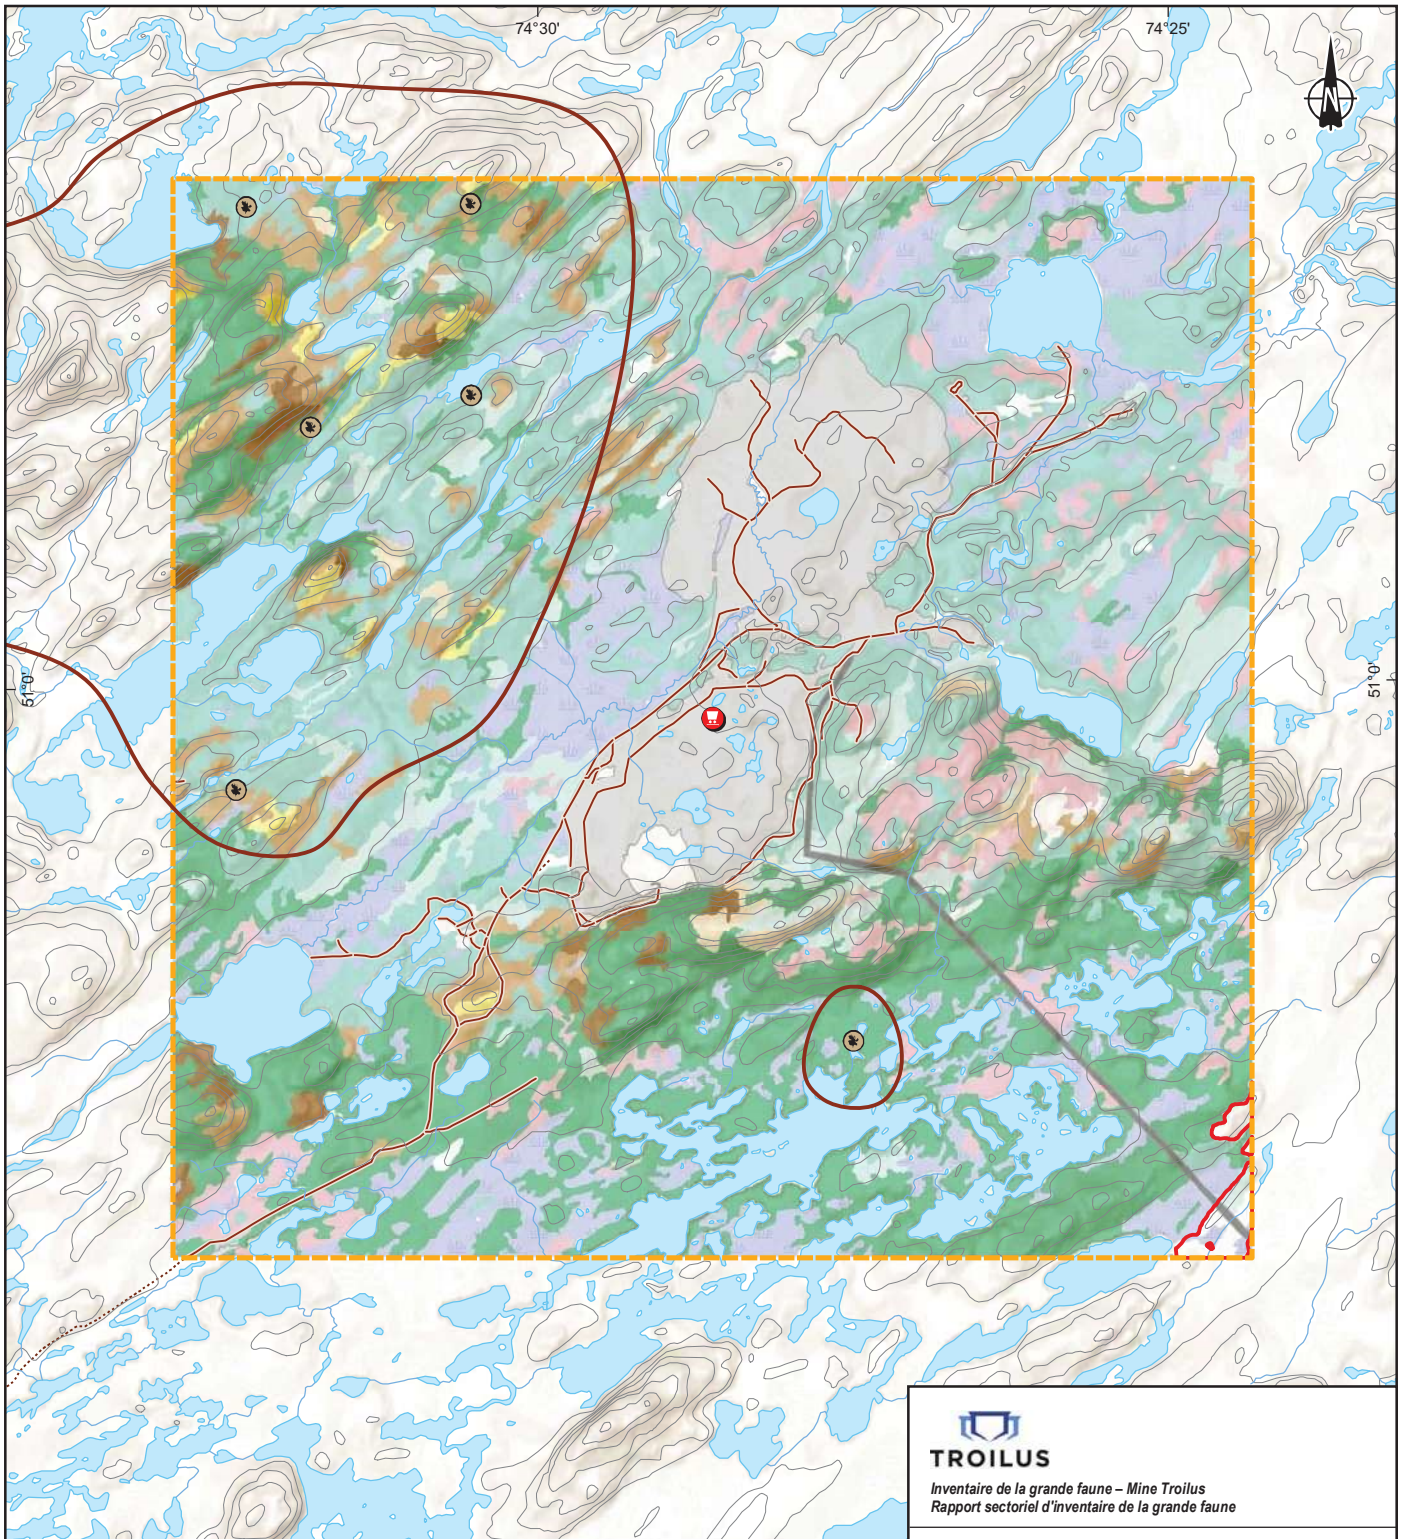 74°30'
74°25'
N
51°0'
51°0'
TROILUS
Inventaire de la grande faune – Mine Troilus
Rapport sectoriel d'inventaire de la grande faune